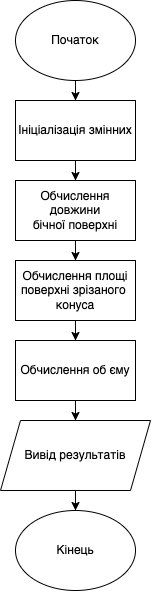 Початок
Ініціалізація змінних
Обчислення
довжини
бічної поверхні
Обчислення площі
поверхні зрізаного
конуса
Обчислення об єму
Вивід результатів
Кінець